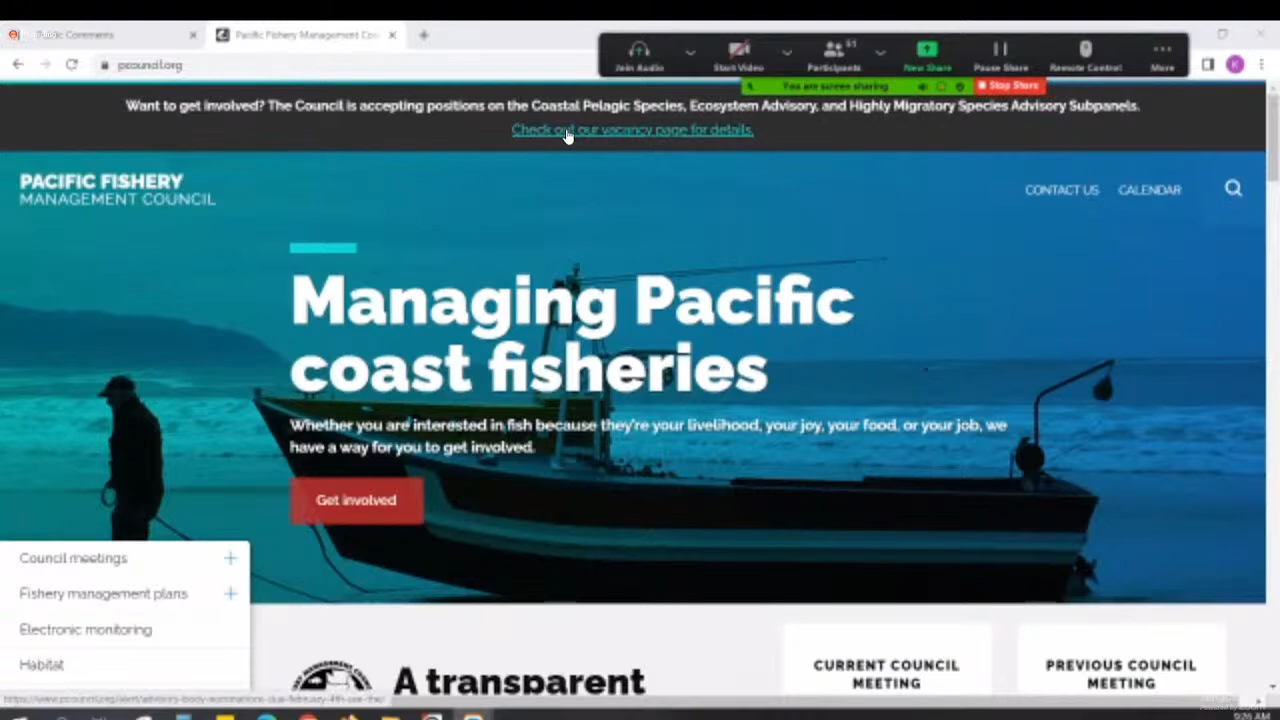 Public Comments
Pacific Fishery Management Cou
pcouncil.org
Join Audio
Start Video
Participants
New Share
Pause Share
Remote Control
More
You are screen sharing
Stop Share
Want to get involved? The Council is accepting positions on the Coastal Pelagic Species, Ecosystem Advisory, and Highly Migratory Species Advisory Subpanels.
Check out our vacancy page for details.
PACIFIC FISHERY
MANAGEMENT COUNCIL
CONTACT US
CALENDAR
Managing Pacific
coast fisheries
Whether you are interested in fish because they're your livelihood, your joy, your food, or your job, we
have a way for you to get involved.
Get involved
Council meetings
Fishery management plans
Electronic monitoring
Habitat
A transparent
CURRENT COUNCIL
MEETING
PREVIOUS COUNCIL
MEETING
9:26 AM